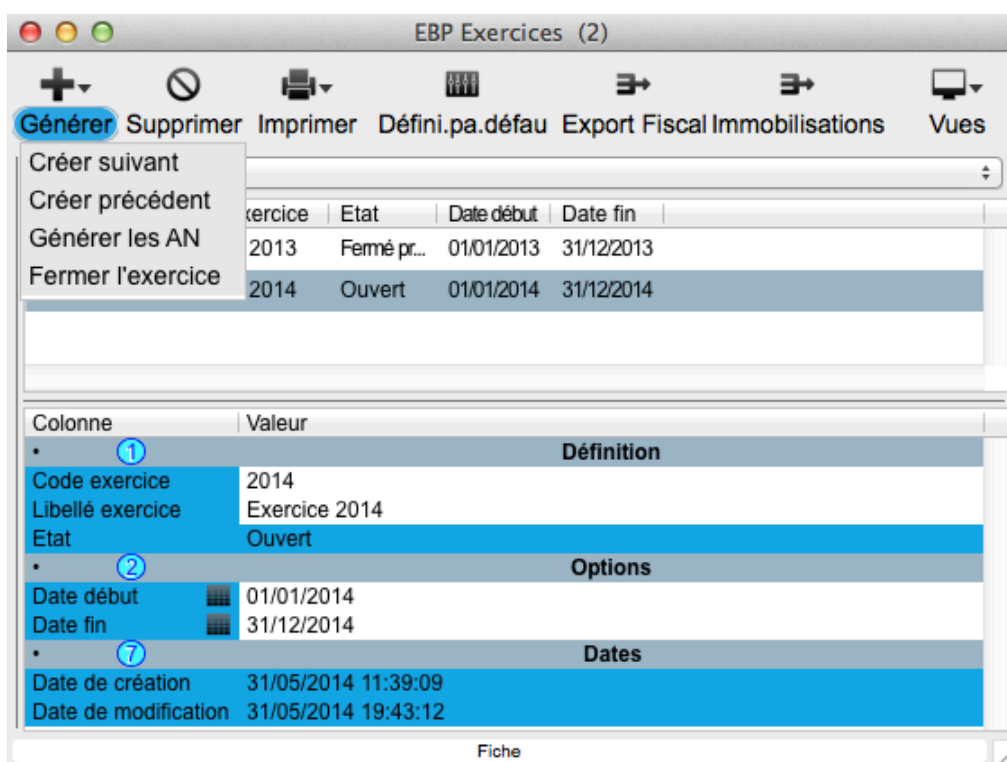 EBP Exercices (2)
Générer Supprimer Imprimer Défini.pa.défau Export Fiscal Immobilisations Vues
Créer suivant
Créer précédent
Générer les AN
Fermer l'exercice
xercice Etat Date début Date fin
2013 Fermé pr... 01/01/2013 31/12/2013
2014 Ouvert 01/01/2014 31/12/2014
Colonne Valeur
• 1 Définition
Code exercice 2014
Libellé exercice Exercice 2014
Etat Ouvert
• 2 Options
Date début 01/01/2014
Date fin 31/12/2014
• 7 Dates
Date de création 31/05/2014 11:39:09
Date de modification 31/05/2014 19:43:12
Fiche